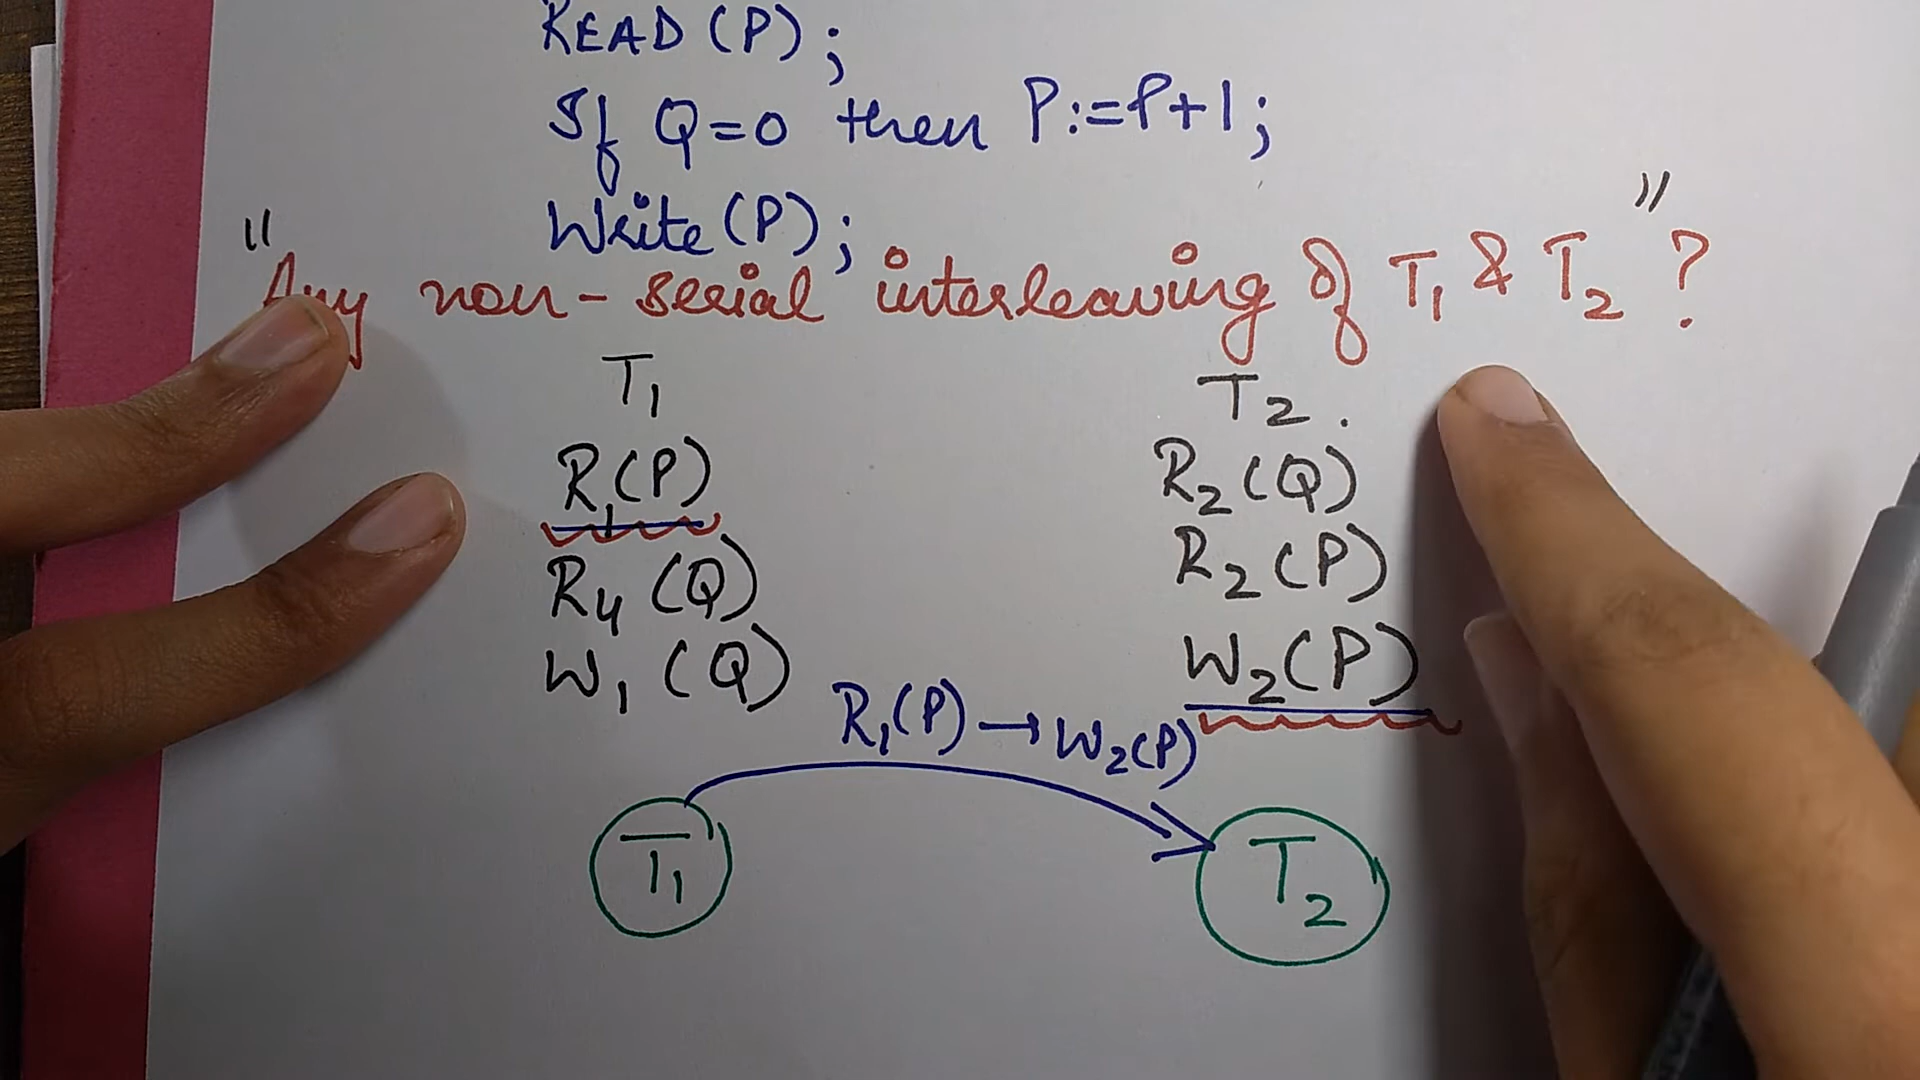 READ (P);
If Q=0 then P:=P+1;
Write (P);
"Any non-serial interleaving of T1 & T2"?
T1 T2.
R1(P) R2(Q)
R4(Q) R2(P)
W1(Q) W2(P)
R1(P) → W2(P)
T1 T2